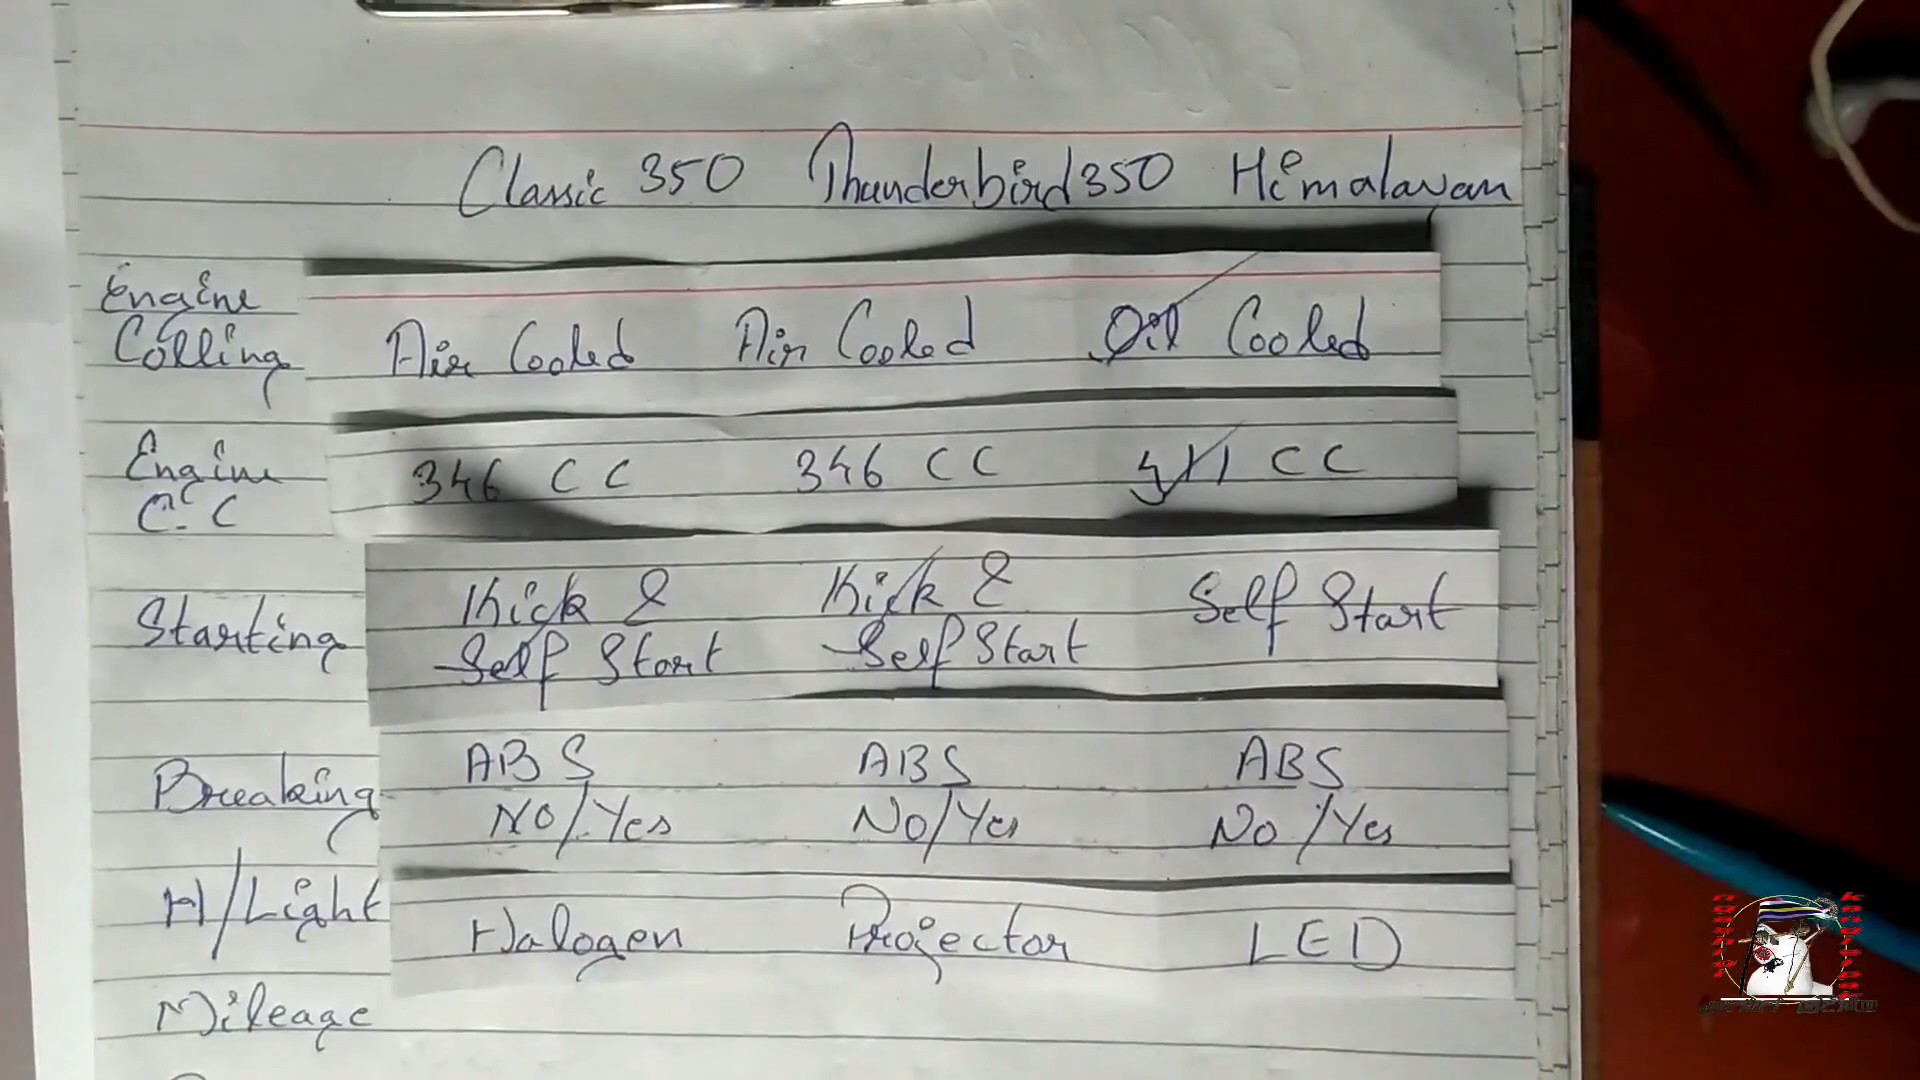 Classic 350 Thunderbird 350 Himalayan
Engine
Colling Air Cooled Air Cooled Oil Cooled
Engine 346 CC 346 CC 411 CC
C.C
Kick & Kick & Self Start
Starting Self Start Self Start
ABS ABS ABS
Breaking No/Yes No/Yes No/Yes
H/Light Halogen Projector LED
Mileage